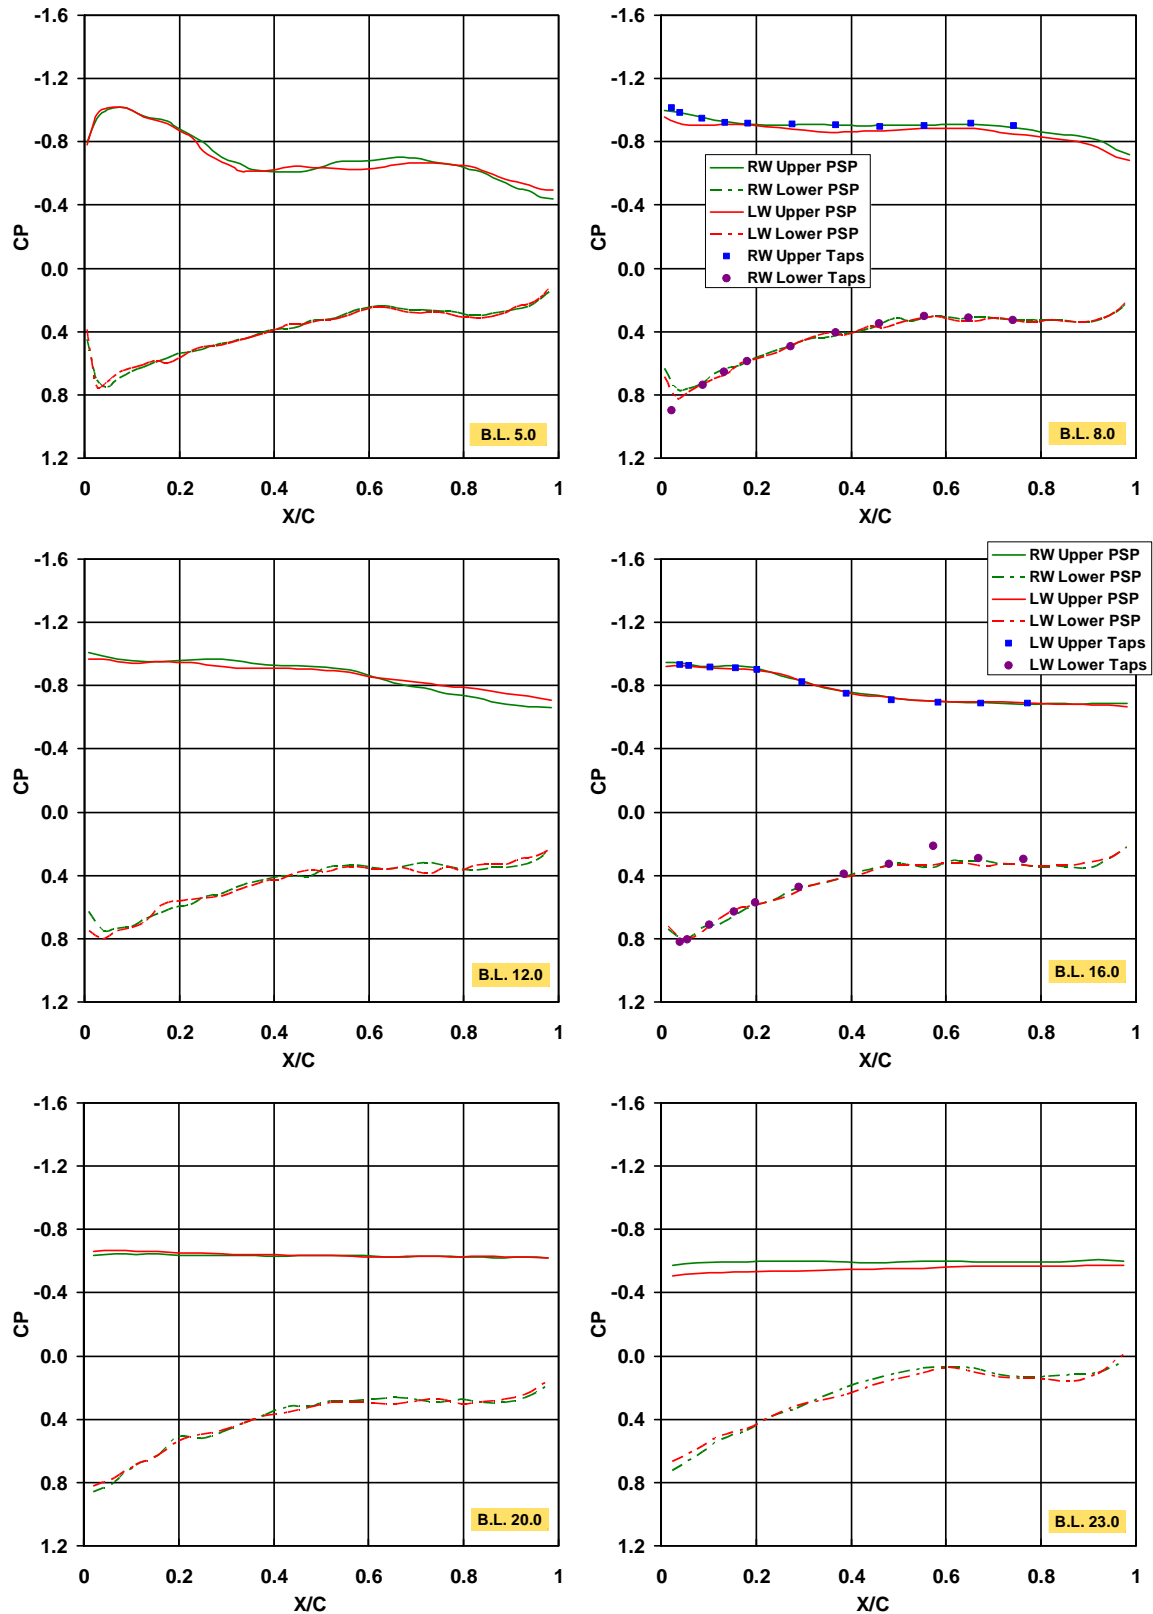 -1.6
-1.2
-0.8
-0.4
0.0
0.4
0.8
1.2
CP
0 0.2 0.4 0.6 0.8 1
X/C
B.L. 5.0
-1.6
-1.2
-0.8
-0.4
0.0
0.4
0.8
1.2
CP
0 0.2 0.4 0.6 0.8 1
X/C
RW Upper PSP
RW Lower PSP
LW Upper PSP
LW Lower PSP
RW Upper Taps
RW Lower Taps
B.L. 8.0
-1.6
-1.2
-0.8
-0.4
0.0
0.4
0.8
1.2
CP
0 0.2 0.4 0.6 0.8 1
X/C
B.L. 12.0
-1.6
-1.2
-0.8
-0.4
0.0
0.4
0.8
1.2
CP
0 0.2 0.4 0.6 0.8 1
X/C
RW Upper PSP
RW Lower PSP
LW Upper PSP
LW Lower PSP
LW Upper Taps
LW Lower Taps
B.L. 16.0
-1.6
-1.2
-0.8
-0.4
0.0
0.4
0.8
1.2
CP
0 0.2 0.4 0.6 0.8 1
X/C
B.L. 20.0
-1.6
-1.2
-0.8
-0.4
0.0
0.4
0.8
1.2
CP
0 0.2 0.4 0.6 0.8 1
X/C
B.L. 23.0